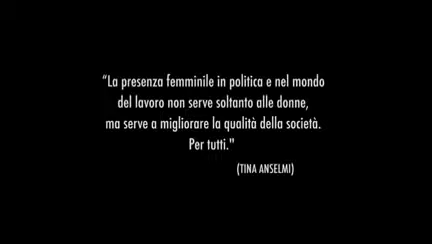 “La presenza femminile in politica e nel mondo
del lavoro non serve soltanto alle donne,
ma serve a migliorare la qualità della società.
Per tutti."
(TINA ANSELMI)